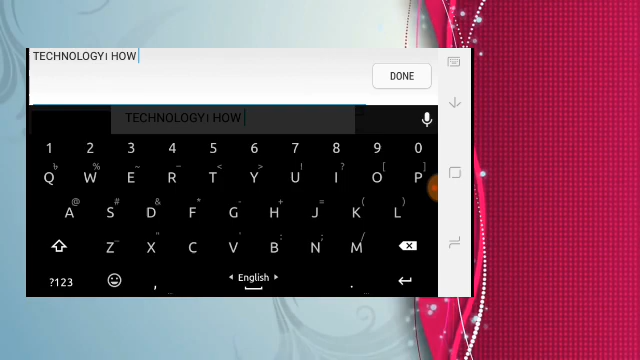 TECHNOLOGY। HOW
DONE
TECHNOLOGY। HOW
1 2 3 4 5 6 7 8 9 0
৳ % ~ ¯ < > { ? [ ]
Q W E R T Y U I O P
@ # & * - + = ( )
A S D F G H J K L
_ " ' : ; /
Z X C V B N M
?123 , ◂ English ▸ .